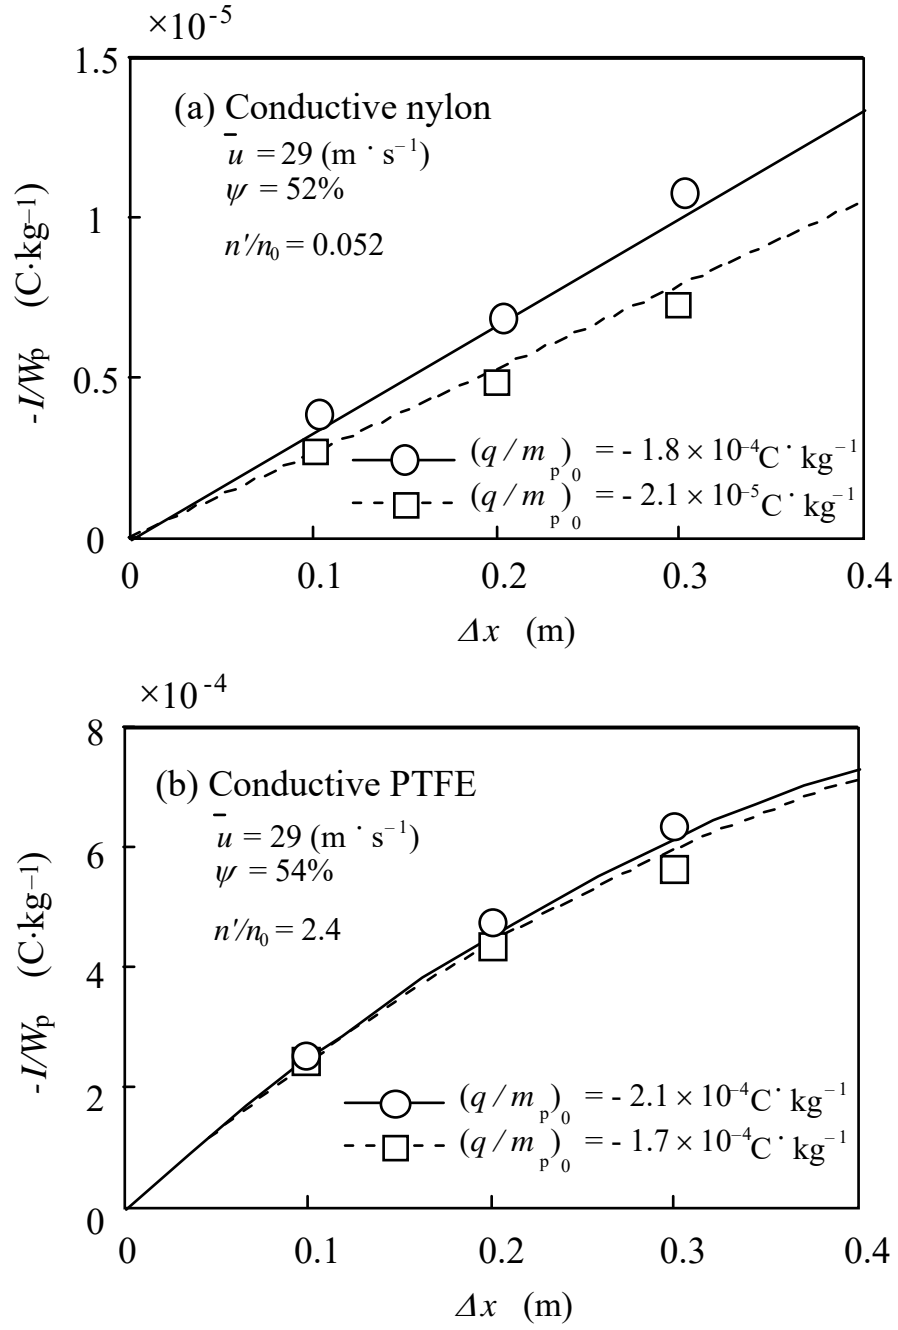 ×10⁻⁵
1.5
(a) Conductive nylon
u̅ = 29 (m · s⁻¹)
ψ = 52%
1
n'/n₀ = 0.052
-I/Wₚ (C·kg⁻¹)
0.5
(q / mₚ)₀ = - 1.8 × 10⁻⁴C · kg⁻¹
(q / mₚ)₀ = - 2.1 × 10⁻⁵C · kg⁻¹
0
0 0.1 0.2 0.3 0.4
Δx (m)
×10⁻⁴
8
(b) Conductive PTFE
u̅ = 29 (m · s⁻¹)
6
ψ = 54%
n'/n₀ = 2.4
4
-I/Wₚ (C·kg⁻¹)
2
(q / mₚ)₀ = - 2.1 × 10⁻⁴C · kg⁻¹
(q / mₚ)₀ = - 1.7 × 10⁻⁴C · kg⁻¹
0
0 0.1 0.2 0.3 0.4
Δx (m)